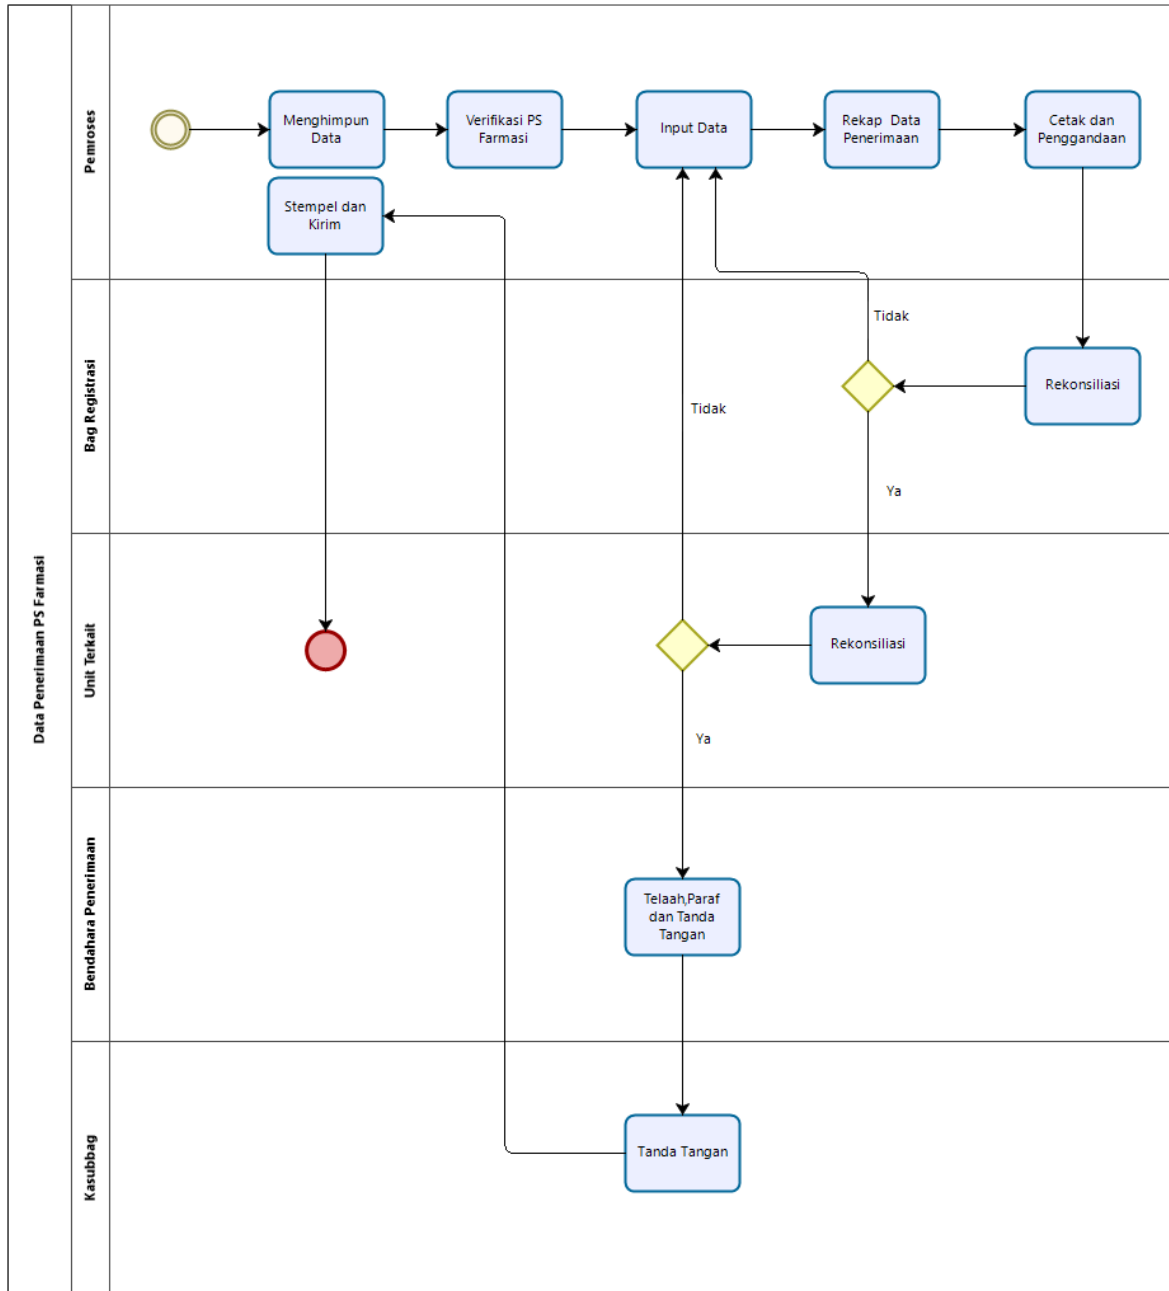 Data Penerimaan PS Farmasi
Pemroses
Menghimpun
Data
Verifikasi PS
Farmasi
Input Data
Rekap Data
Penerimaan
Cetak dan
Penggandaan
Stempel dan
Kirim
Bag Registrasi
Tidak
Rekonsiliasi
Tidak
Ya
Unit Terkait
Rekonsiliasi
Ya
Bendahara Penerimaan
Telaah,Paraf
dan Tanda
Tangan
Kasubbag
Tanda Tangan